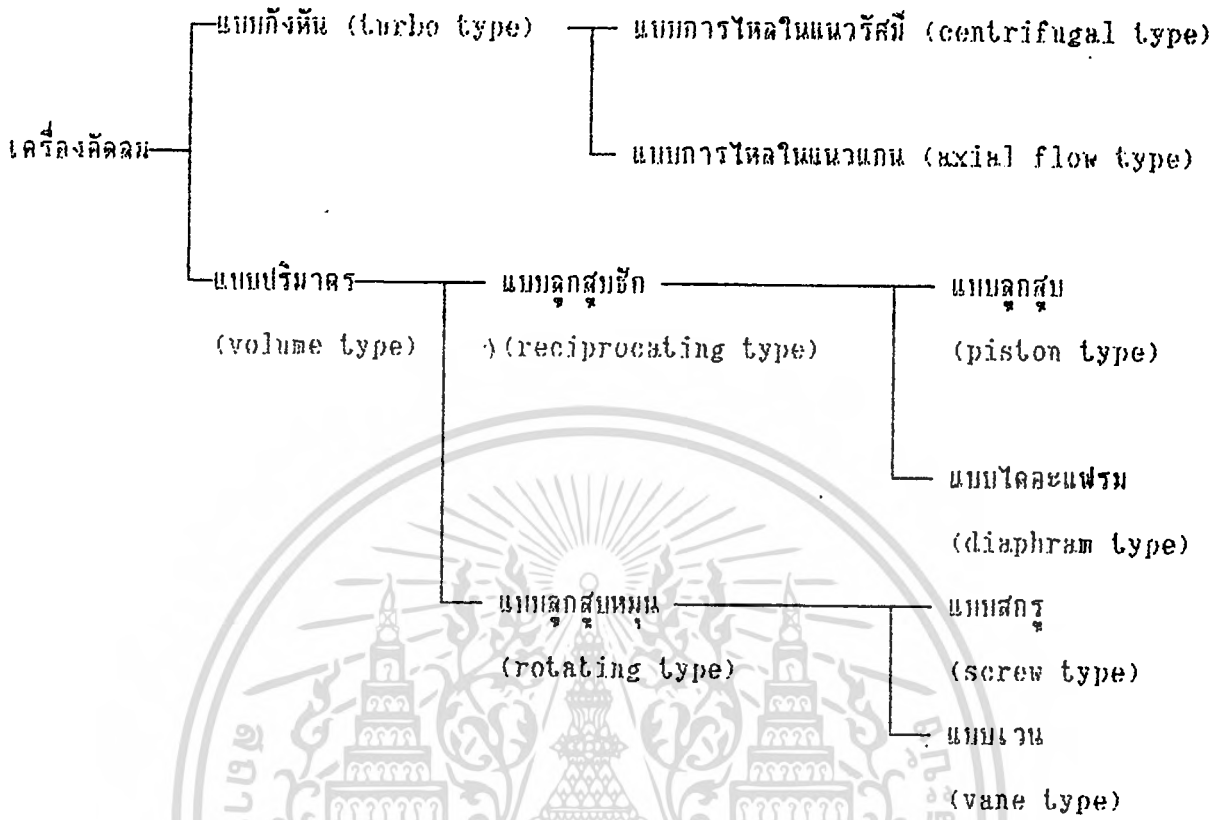 แบบกังหัน (turbo type)
แบบการไหลในแนวรัศมี (centrifugal type)
เครื่องอัดลม
แบบการไหลในแนวแกน (axial flow type)
แบบปริมาตร
แบบลูกสูบชัก
แบบลูกสูบ
(volume type)
(reciprocating type)
(piston type)
แบบไดอะแฟรม
(diaphram type)
แบบลูกสูบหมุน
แบบสกรู
(rotating type)
(screw type)
แบบเวน
(vane type)